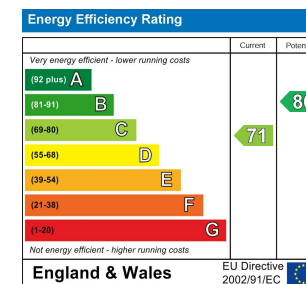 Energy Efficiency Rating
Current
Very energy efficient - lower running costs
(92 plus) A
(81-91) B
(69-80) C
71
(55-68) D
(39-54) E
(21-38) F
(1-20) G
Not energy efficient - higher running costs
England & Wales
EU Directive
2002/91/EC